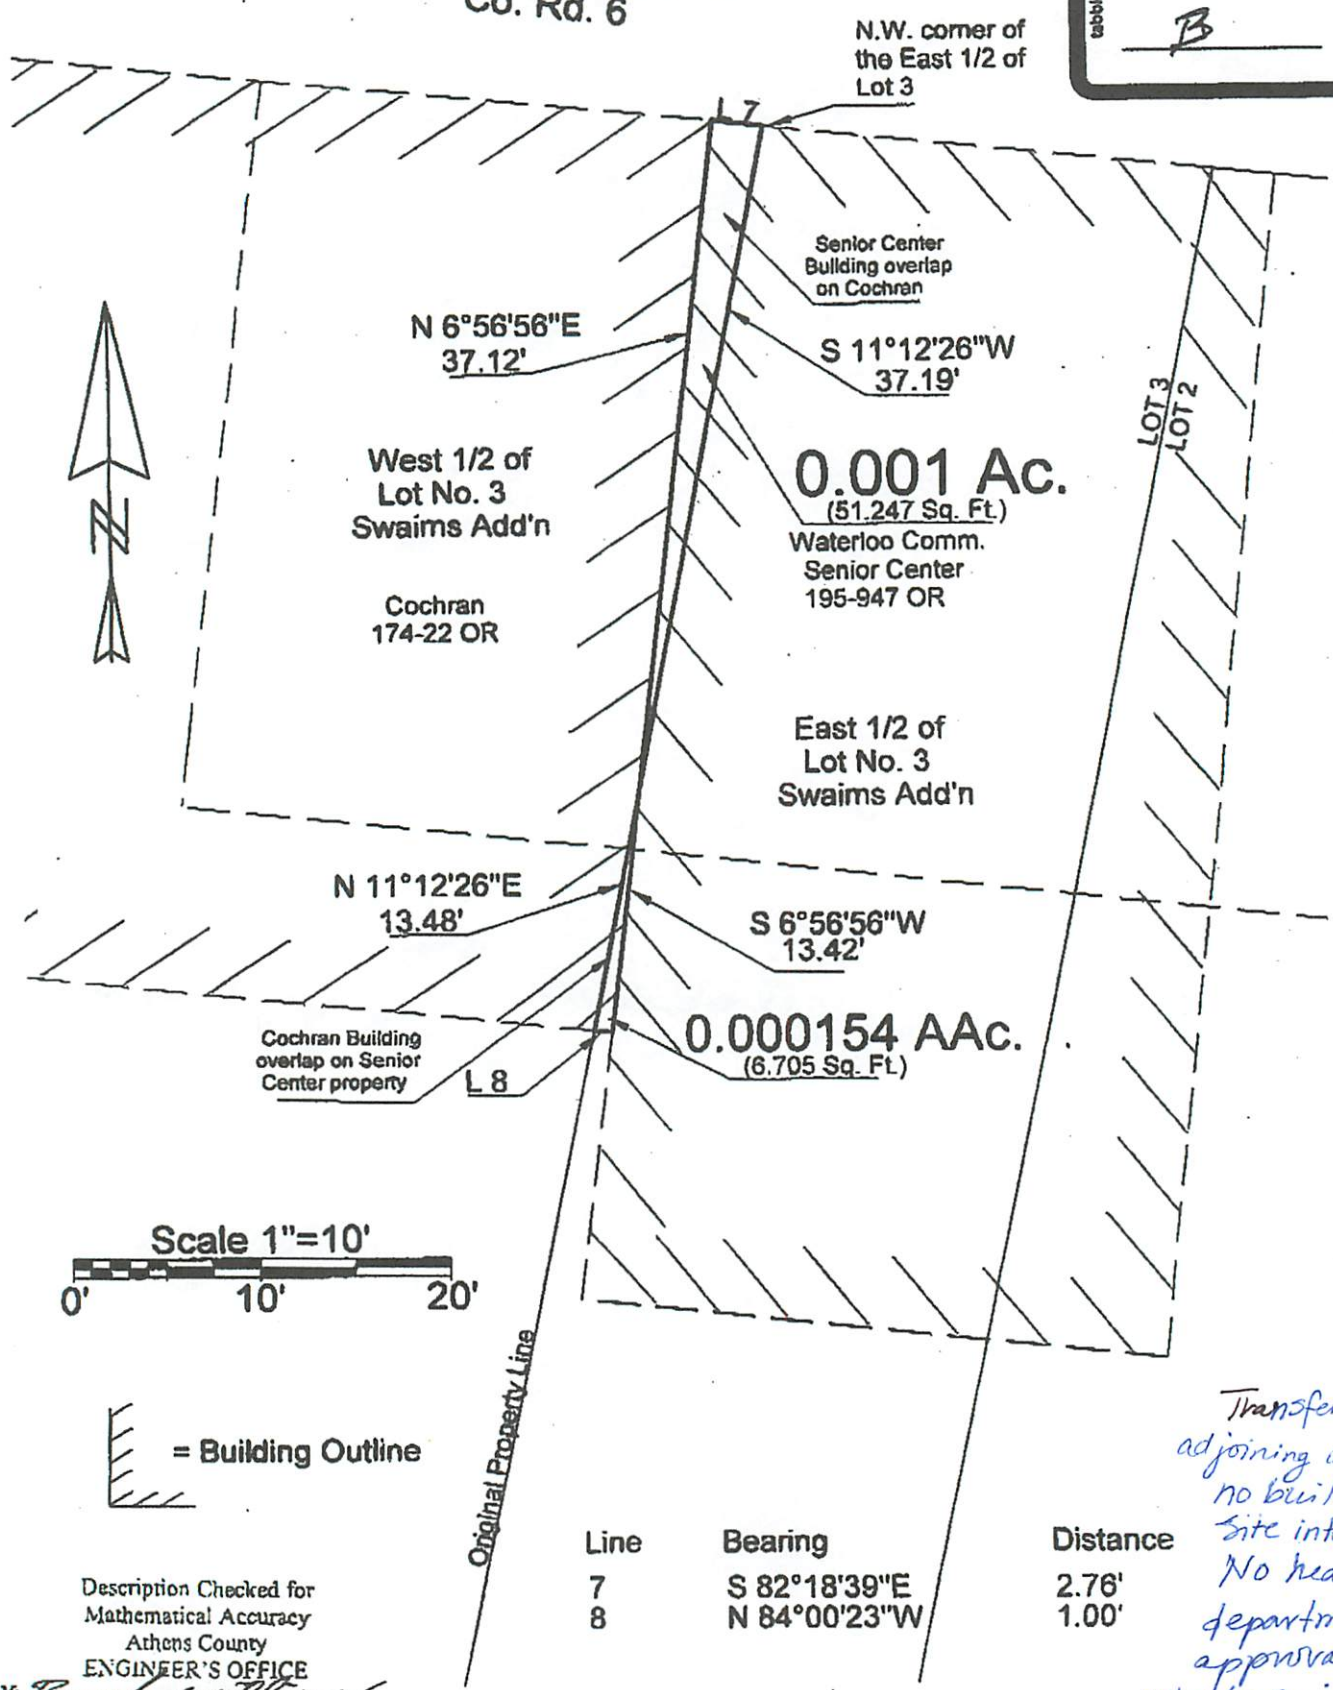 Co. Rd. 6
N.W. corner of
the East 1/2 of
Lot 3
B
L 7
Senior Center
Building overlap
on Cochran
N 6°56'56"E
37.12'
S 11°12'26"W
37.19'
LOT 3
LOT 2
West 1/2 of
Lot No. 3
Swaims Add'n
0.001 Ac.
(51.247 Sq. Ft.)
Waterloo Comm.
Senior Center
195-947 OR
N
Cochran
174-22 OR
East 1/2 of
Lot No. 3
Swaims Add'n
N 11°12'26"E
13.48'
S 6°56'56"W
13.42'
Cochran Building
overlap on Senior
Center property
L 8
0.000154 AAc.
(6.705 Sq. Ft.)
Scale 1"=10'
0' 10' 20'
= Building Outline
Original Property Line
Line Bearing Distance
7 S 82°18'39"E 2.76'
8 N 84°00'23"W 1.00'
Description Checked for
Mathematical Accuracy
Athens County
ENGINEER'S OFFICE
adjoining
no
Site
No